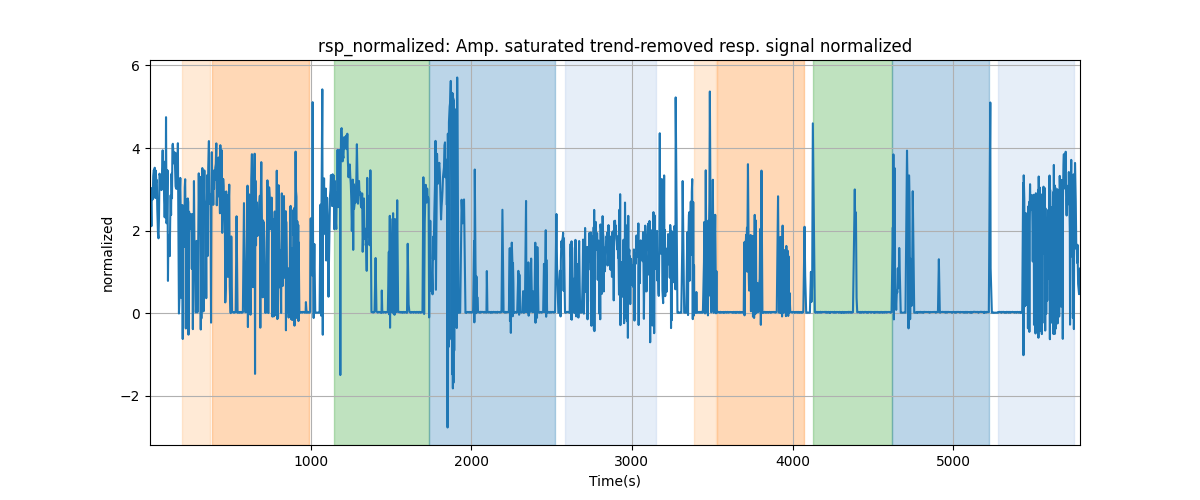 rsp_normalized: Amp. saturated trend-removed resp. signal normalized
6
4
2
0
−2
normalized
1000 2000 3000 4000 5000
Time(s)